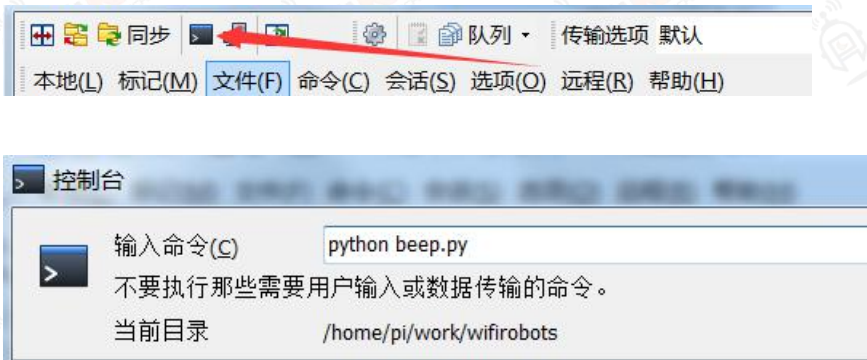 同步 队列 传输选项 默认
本地(L) 标记(M) 文件(F) 命令(C) 会话(S) 选项(O) 远程(R) 帮助(H)
控制台
输入命令(C) python beep.py
不要执行那些需要用户输入或数据传输的命令。
当前目录 /home/pi/work/wifirobots